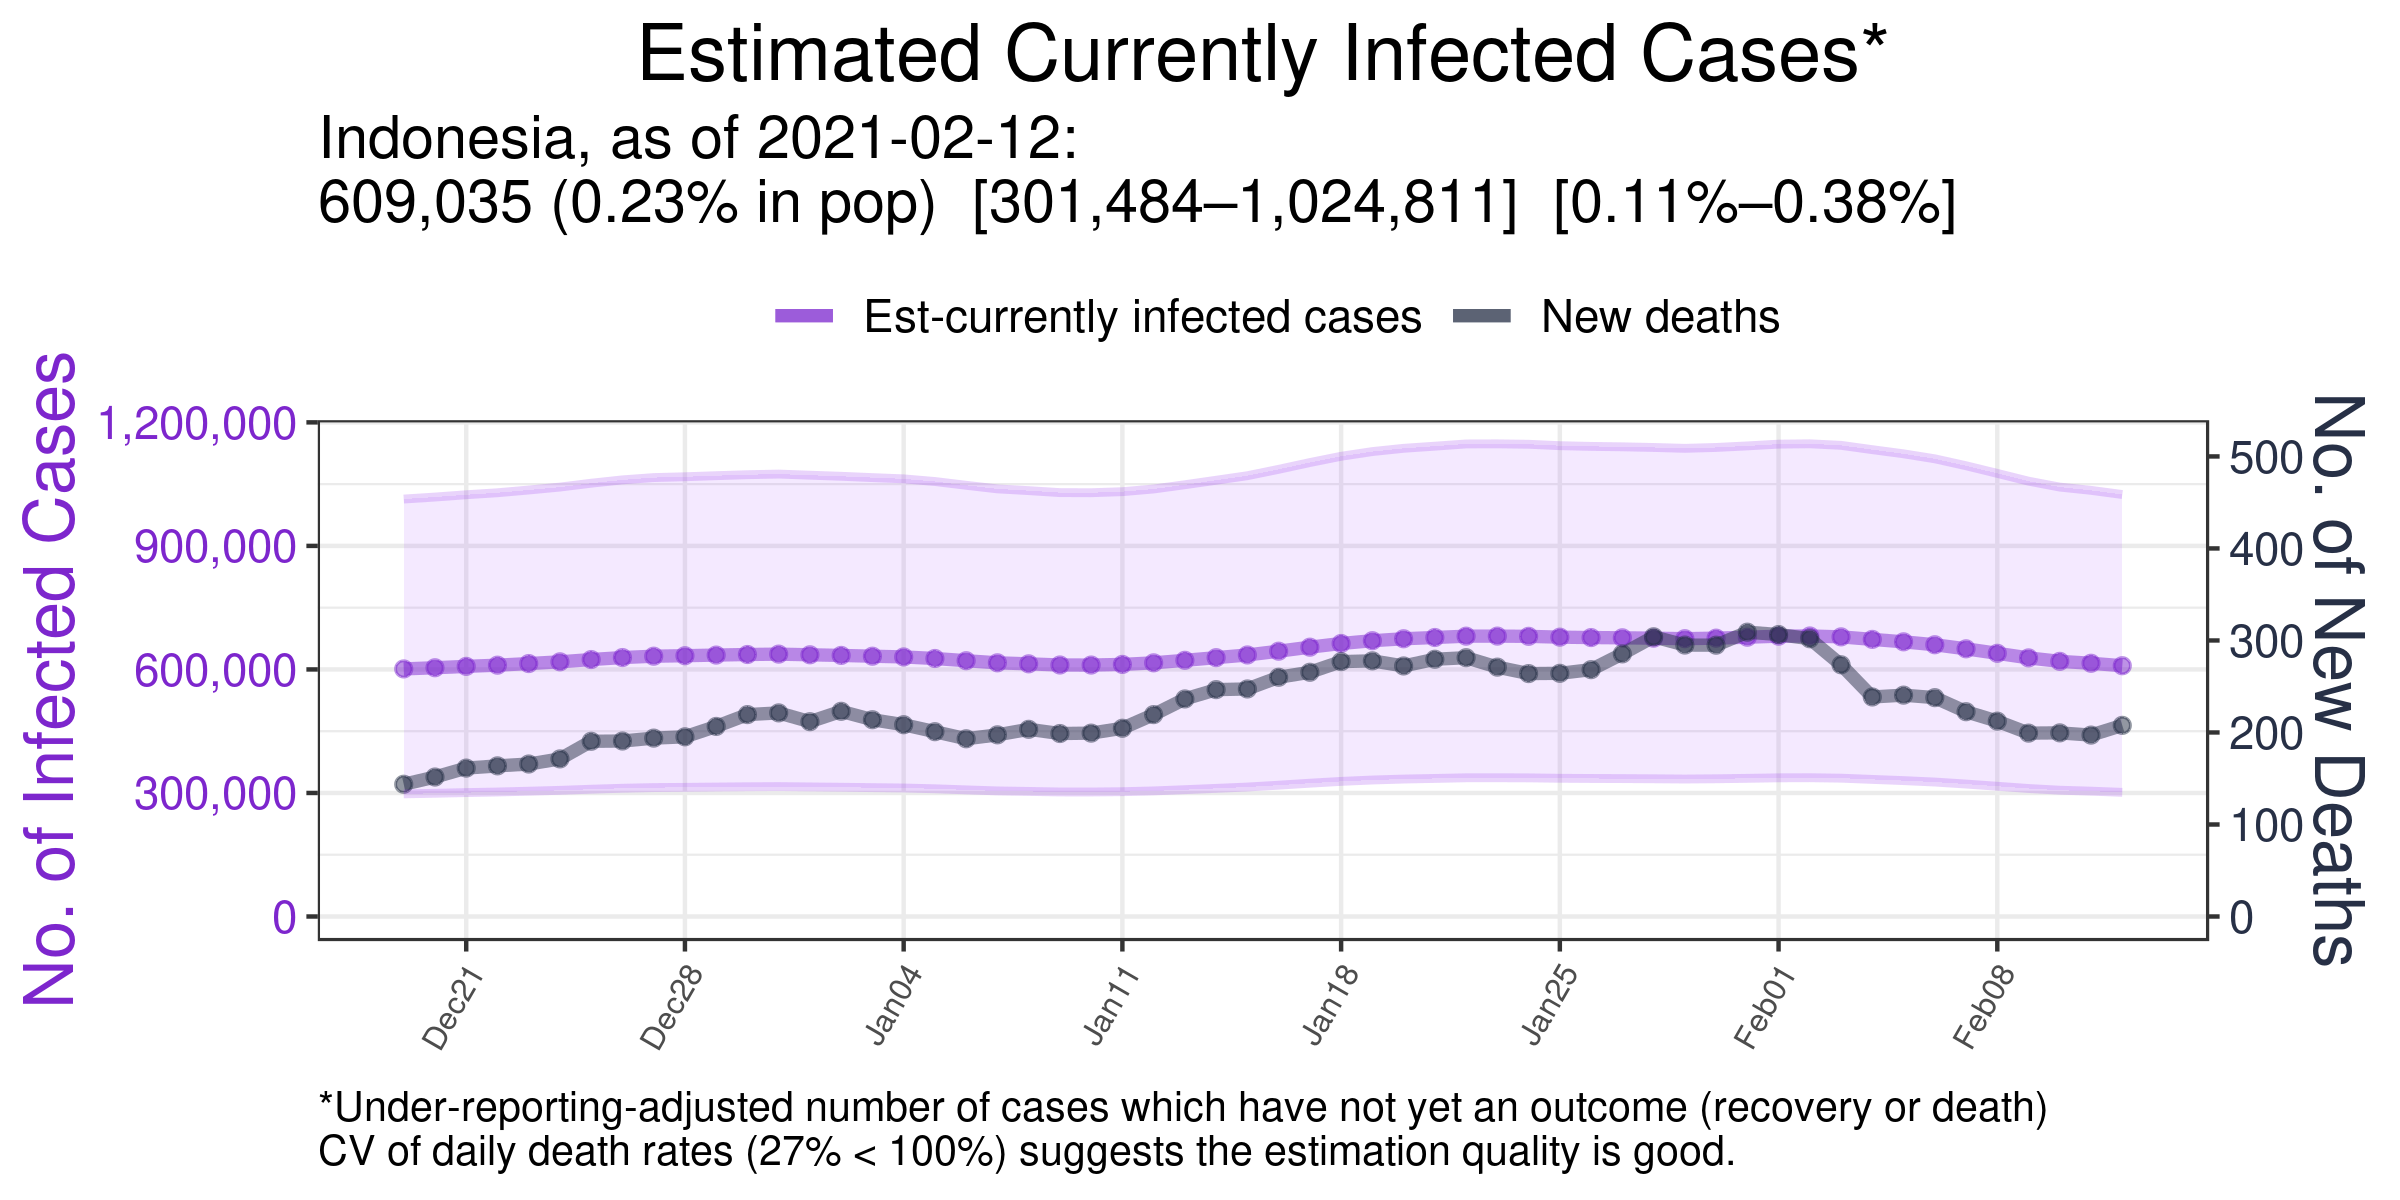 Estimated Currently Infected Cases*
Indonesia, as of 2021-02-12:
609,035 (0.23% in pop) [301,484–1,024,811] [0.11%–0.38%]
Est-currently infected cases New deaths
No. of Infected Cases
1,200,000
900,000
600,000
300,000
0
500
400
300
200
100
0
No. of New Deaths
Dec21 Dec28 Jan04 Jan11 Jan18 Jan25 Feb01 Feb08
*Under-reporting-adjusted number of cases which have not yet an outcome (recovery or death)
CV of daily death rates (27% < 100%) suggests the estimation quality is good.